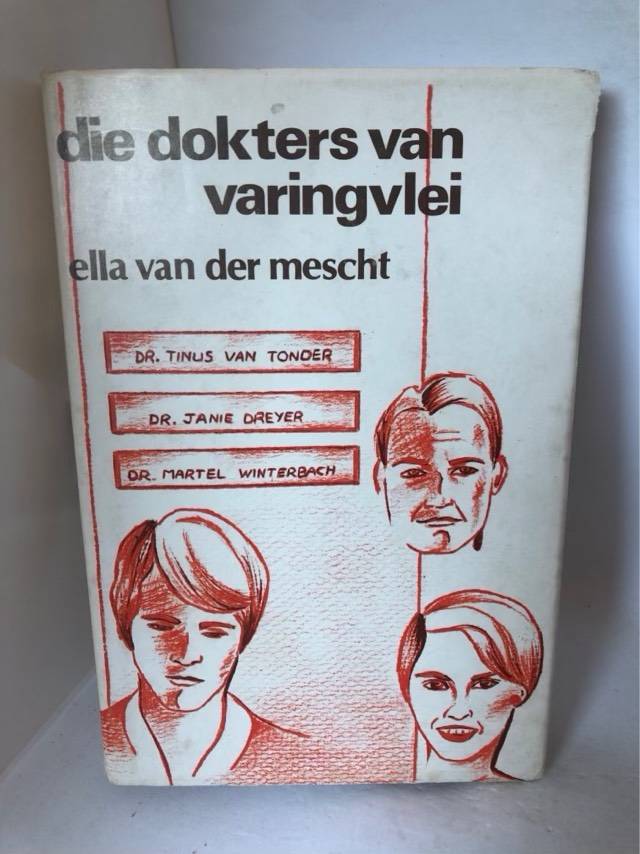 die dokters van
varingvlei
ella van der mescht
DR. TINUS VAN TONDER
DR. JANIE DREYER
DR. MARTEL WINTERBACH